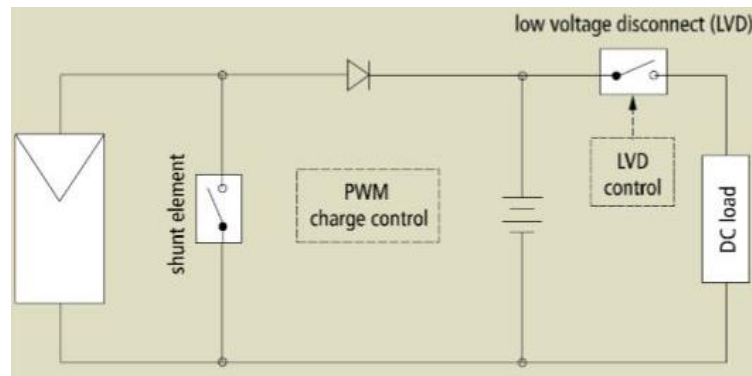 low voltage disconnect (LVD)
shunt element
PWM
charge control
LVD
control
DC load